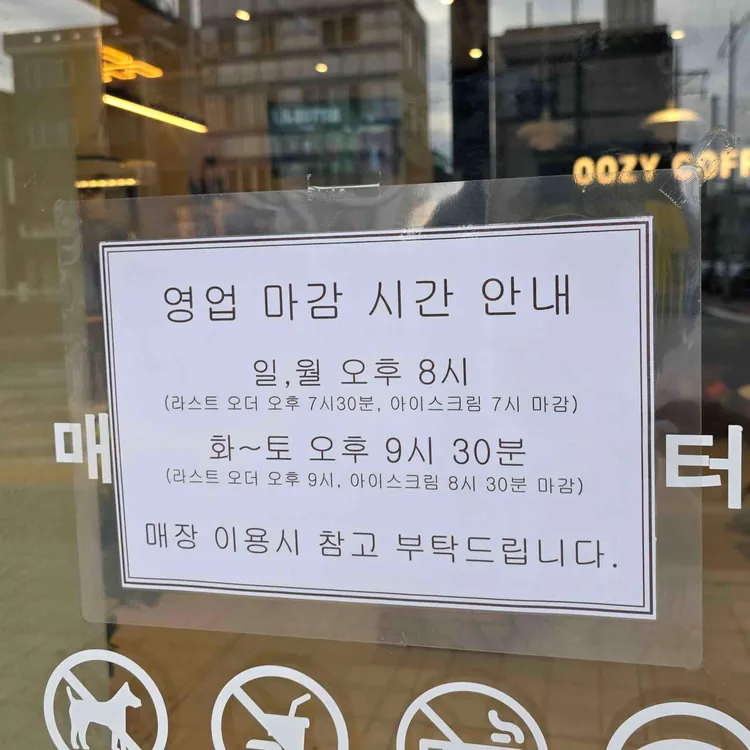 OOZY COFF
영업 마감 시간 안내
일,월 오후 8시
(라스트 오더 오후 7시30분, 아이스크림 7시 마감)
화~토 오후 9시 30분
(라스트 오더 오후 9시, 아이스크림 8시 30분 마감)
매장 이용시 참고 부탁드립니다.
매
터